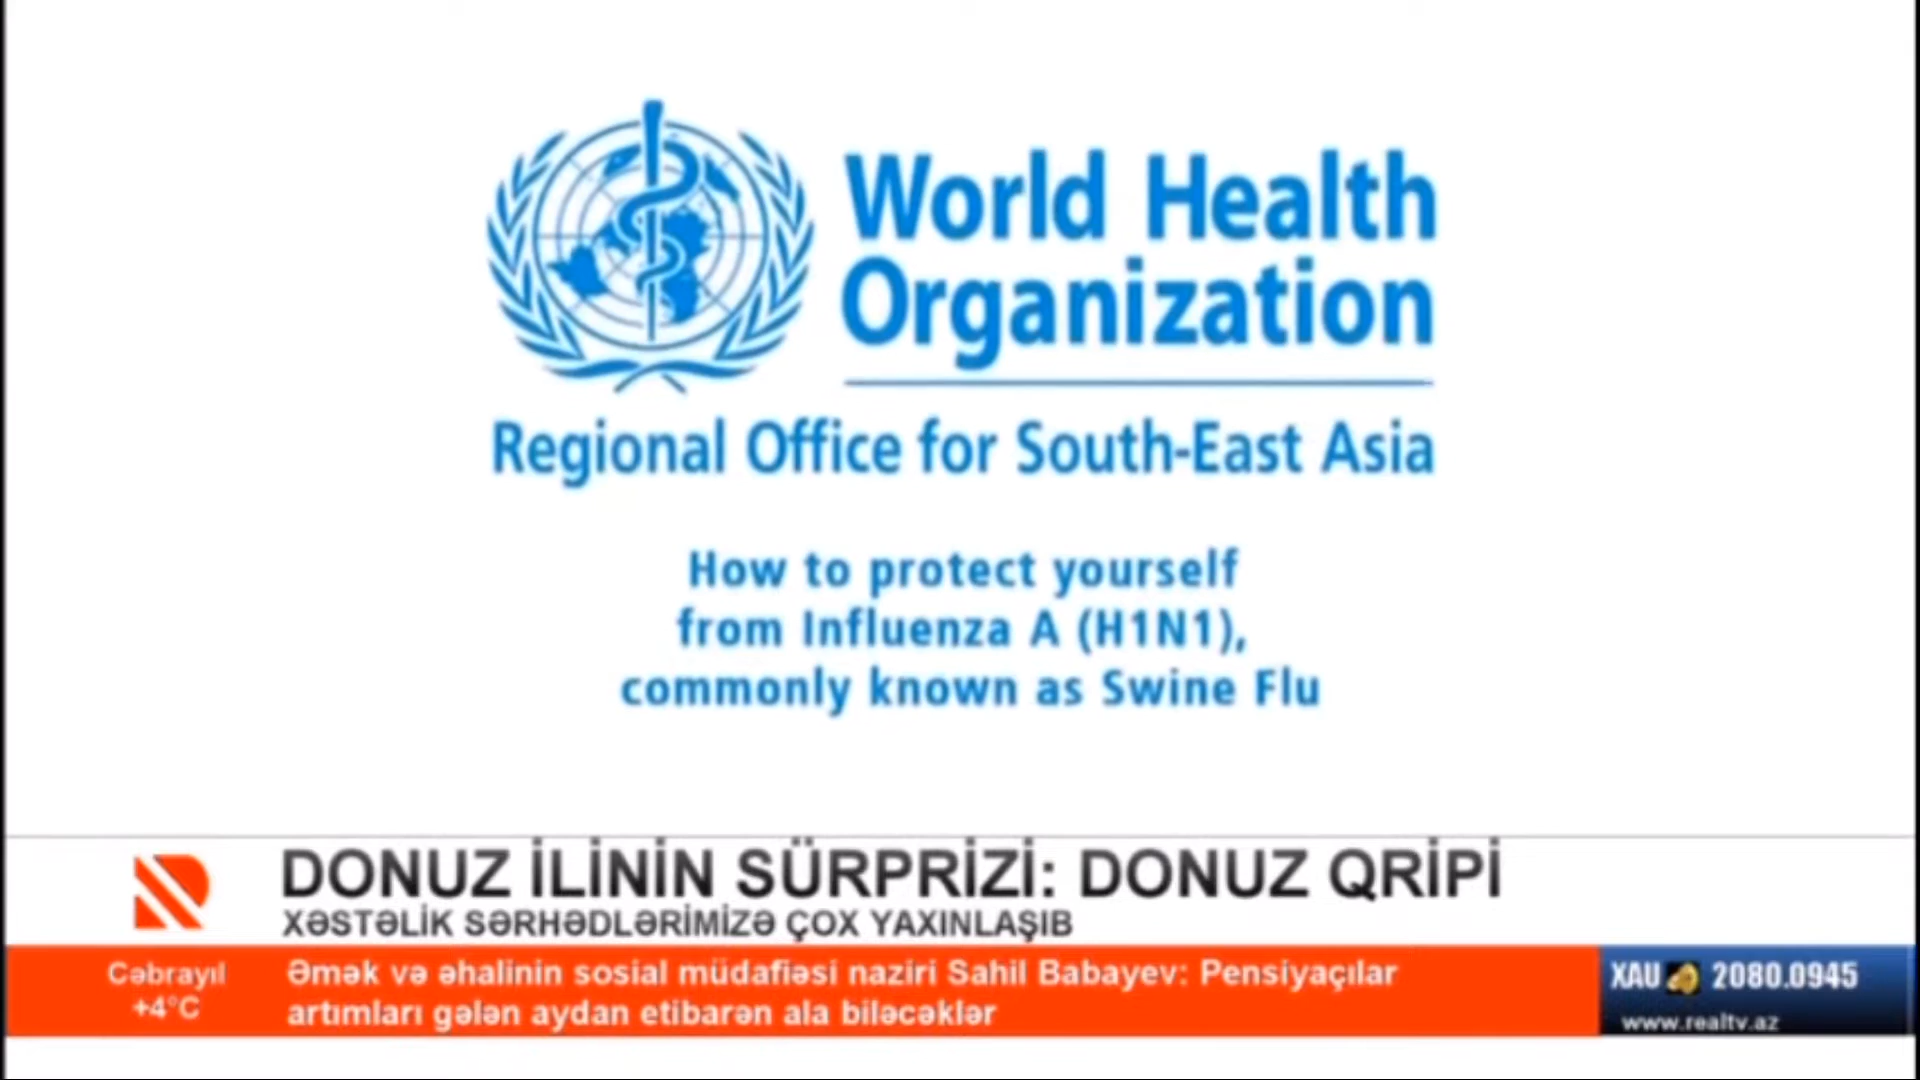 World Health
Organization
Regional Office for South-East Asia
How to protect yourself
from Influenza A (H1N1),
commonly known as Swine Flu
DONUZ İLİNİN SÜRPRİZİ: DONUZ QRİPİ
XƏSTƏLİK SƏRHƏDLƏRİMİZƏ ÇOX YAXINLAŞIB
Cəbrayıl
+4°C
Əmək və əhalinin sosial müdafiəsi naziri Sahil Babayev: Pensiyaçılar
artımları gələn aydan etibarən ala biləcəklər
XAU 2080.0945
www.realtv.az